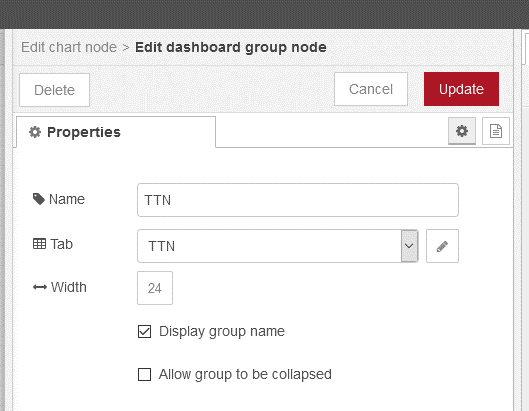 Edit chart node > Edit dashboard group node
Delete Cancel Update
Properties
Name TTN
Tab TTN
Width 24
Display group name
Allow group to be collapsed